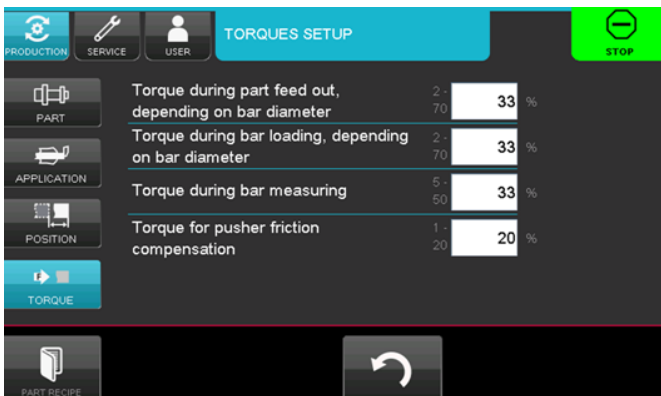 PRODUCTION
SERVICE
USER
TORQUES SETUP
STOP
PART
APPLICATION
POSITION
F
TORQUE
Torque during part feed out,
depending on bar diameter
2 -
70
33 %
Torque during bar loading, depending
on bar diameter
2 -
70
33 %
Torque during bar measuring
5 -
50
33 %
Torque for pusher friction
compensation
1 -
20
20 %
PART RECIPE